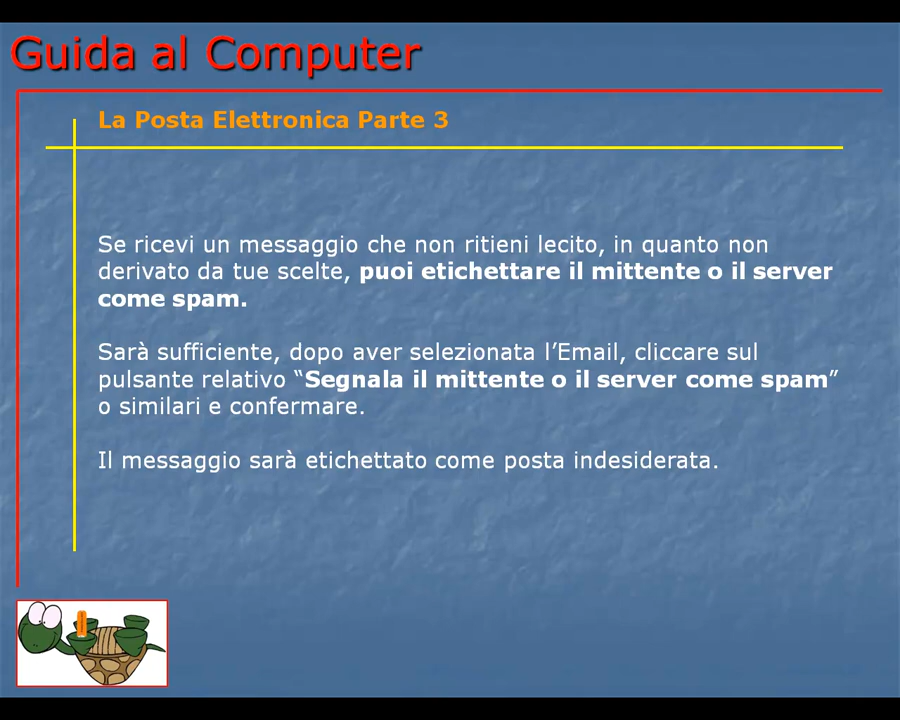 Guida al Computer
La Posta Elettronica Parte 3
Se ricevi un messaggio che non ritieni lecito, in quanto non
derivato da tue scelte, puoi etichettare il mittente o il server
come spam.
Sarà sufficiente, dopo aver selezionata l’Email, cliccare sul
pulsante relativo “Segnala il mittente o il server come spam”
o similari e confermare.
Il messaggio sarà etichettato come posta indesiderata.